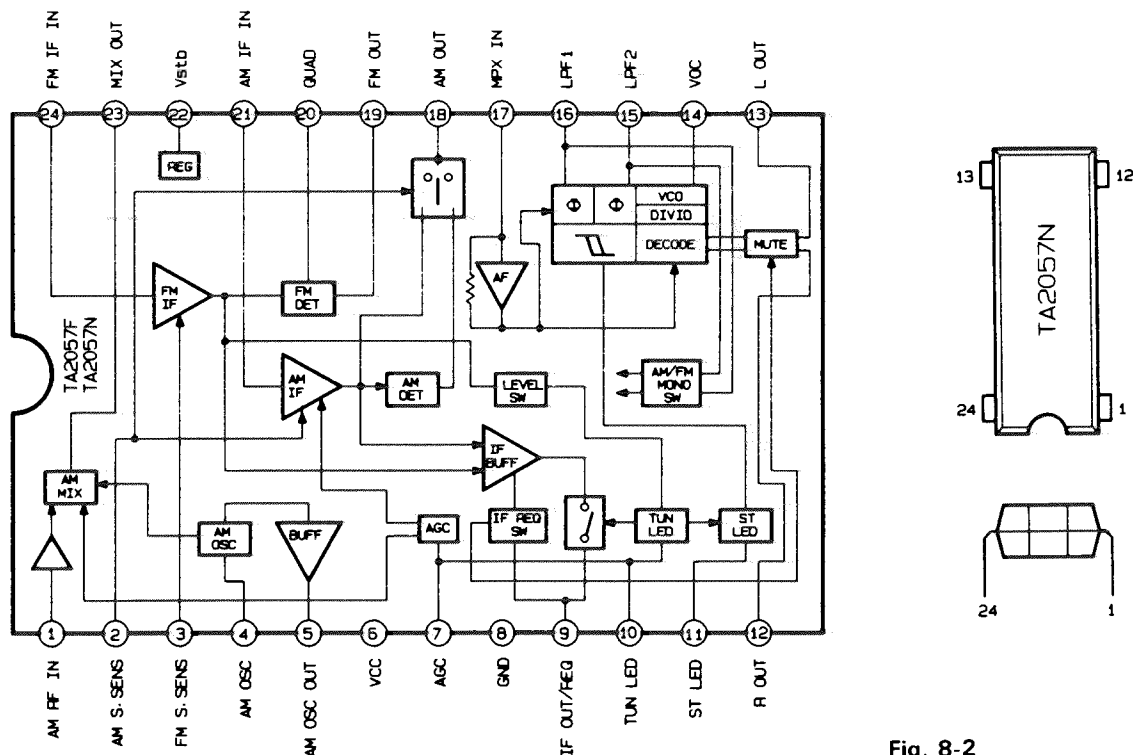 FM IF IN
MIX OUT
Vstb
AM IF IN
QUAD
FM OUT
AM OUT
MPX IN
LPF1
LPF2
VOC
L OUT
24
23
22
21
20
19
18
17
16
15
14
13
REG
VCO
Φ
Φ
DIVID
DECODE
MUTE
AF
FM
IF
FM
DET
TA2057F
TA2057N
AM
IF
AM
DET
LEVEL
SW
AM/FM
MONO
SW
IF
BUFF
AM
MIX
AM
OSC
BUFF
AGC
IF REQ
SW
TUN
LED
ST
LED
1
2
3
4
5
6
7
8
9
10
11
12
AM RF IN
AM S.SENS
FM S.SENS
AM OSC
AM OSC OUT
VCC
AGC
GND
IF OUT/REQ
TUN LED
ST LED
R OUT
13
12
TA2057N
24
1
24
1
Fig. 8-2